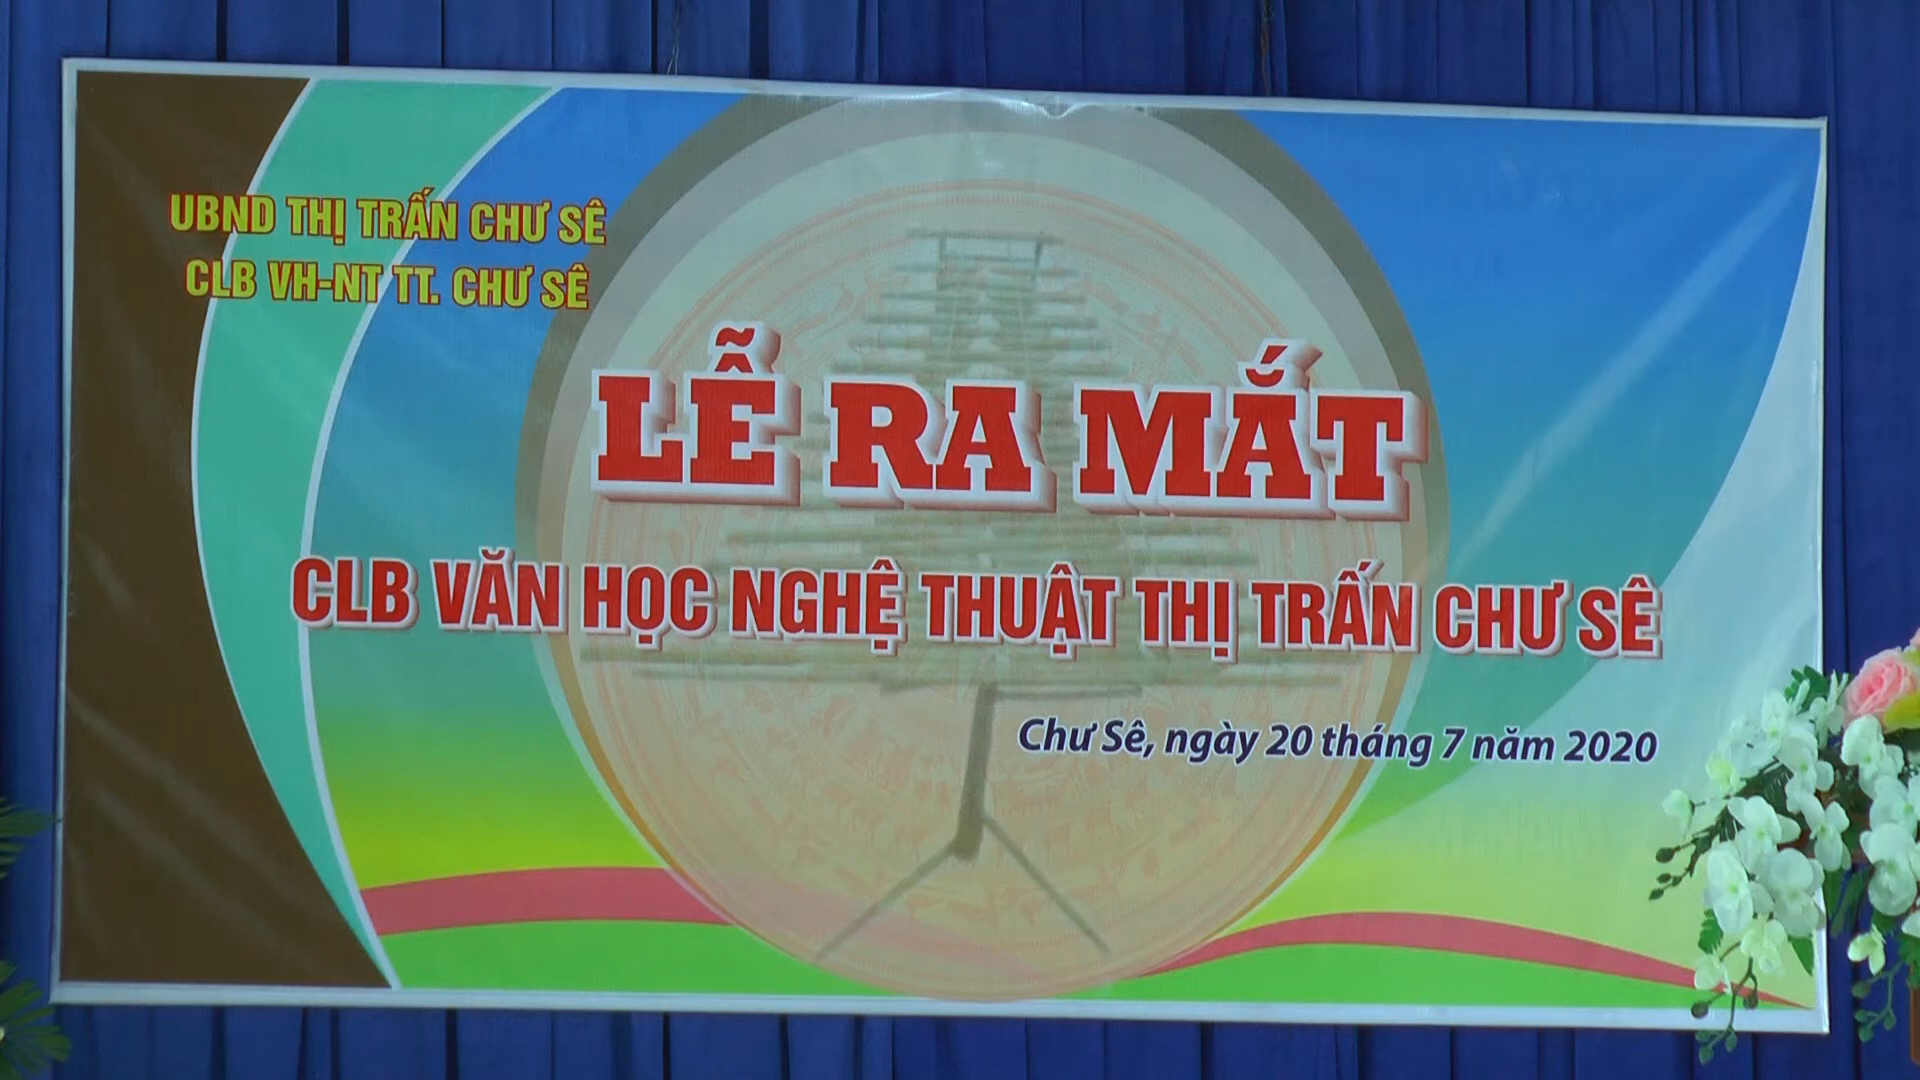 UBND THỊ TRẤN CHƯ SÊ
CLB VH-NT TT. CHƯ SÊ
LỄ RA MẮT
CLB VĂN HỌC NGHỆ THUẬT THỊ TRẤN CHƯ SÊ
Chư Sê, ngày 20 tháng 7 năm 2020